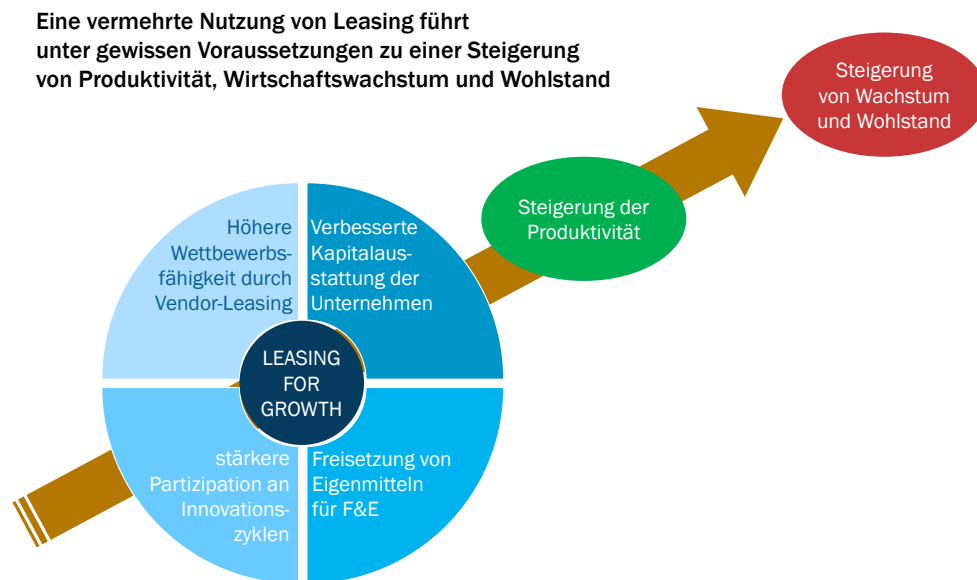 Eine vermehrte Nutzung von Leasing führt
unter gewissen Voraussetzungen zu einer Steigerung
von Produktivität, Wirtschaftswachstum und Wohlstand
Steigerung
von Wachstum
und Wohlstand
Steigerung der
Produktivität
Höhere
Wettbewerbs-
fähigkeit durch
Vendor-Leasing
Verbesserte
Kapitalaus-
stattung der
Unternehmen
LEASING
FOR
GROWTH
stärkere
Partizipation an
Innovations-
zyklen
Freisetzung von
Eigenmitteln
für F&E